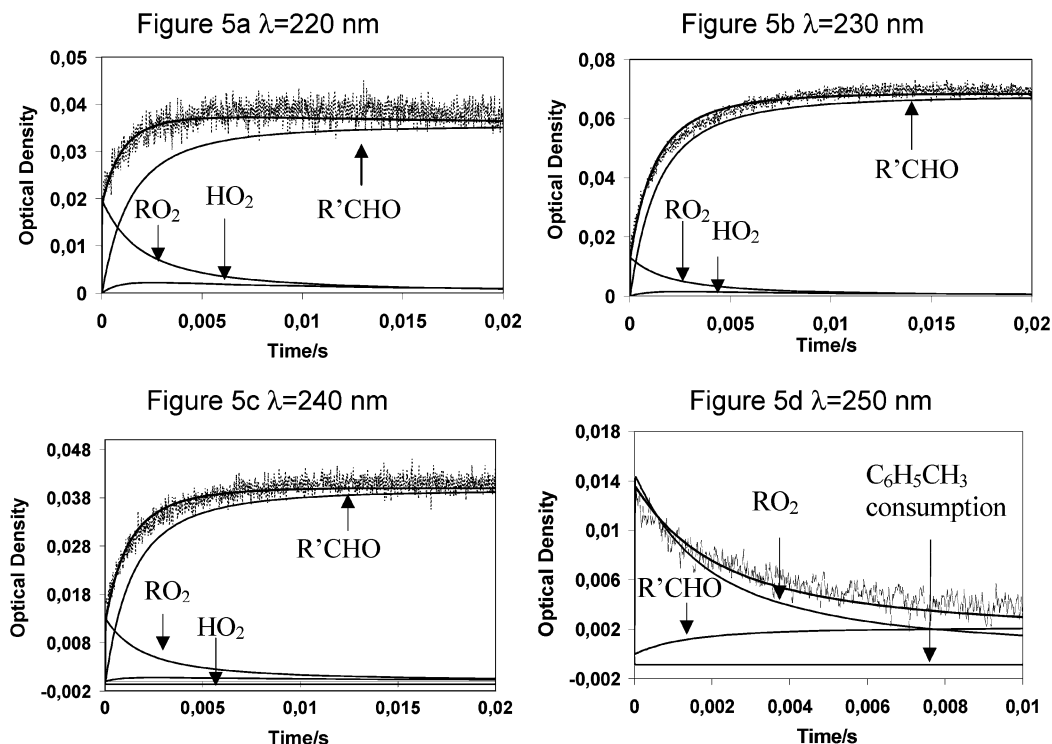 Figure 5a λ=220 nm
0,05
0,04
0,03
0,02
0,01
0
Optical Density
RO2
HO2
R'CHO
0
0,005
0,01
0,015
0,02
Time/s
Figure 5b λ=230 nm
0,08
0,06
0,04
0,02
0
Optical Density
RO2
HO2
R'CHO
0
0,005
0,01
0,015
0,02
Time/s
Figure 5c λ=240 nm
0,048
0,038
0,028
0,018
0,008
-0,002
Optical Density
RO2
HO2
R'CHO
0
0,005
0,01
0,015
0,02
Time/s
Figure 5d λ=250 nm
0,018
0,014
0,01
0,006
0,002
-0,002
Optical Density
R'CHO
RO2
C6H5CH3
consumption
0
0,002
0,004
0,006
0,008
0,01
Time/s